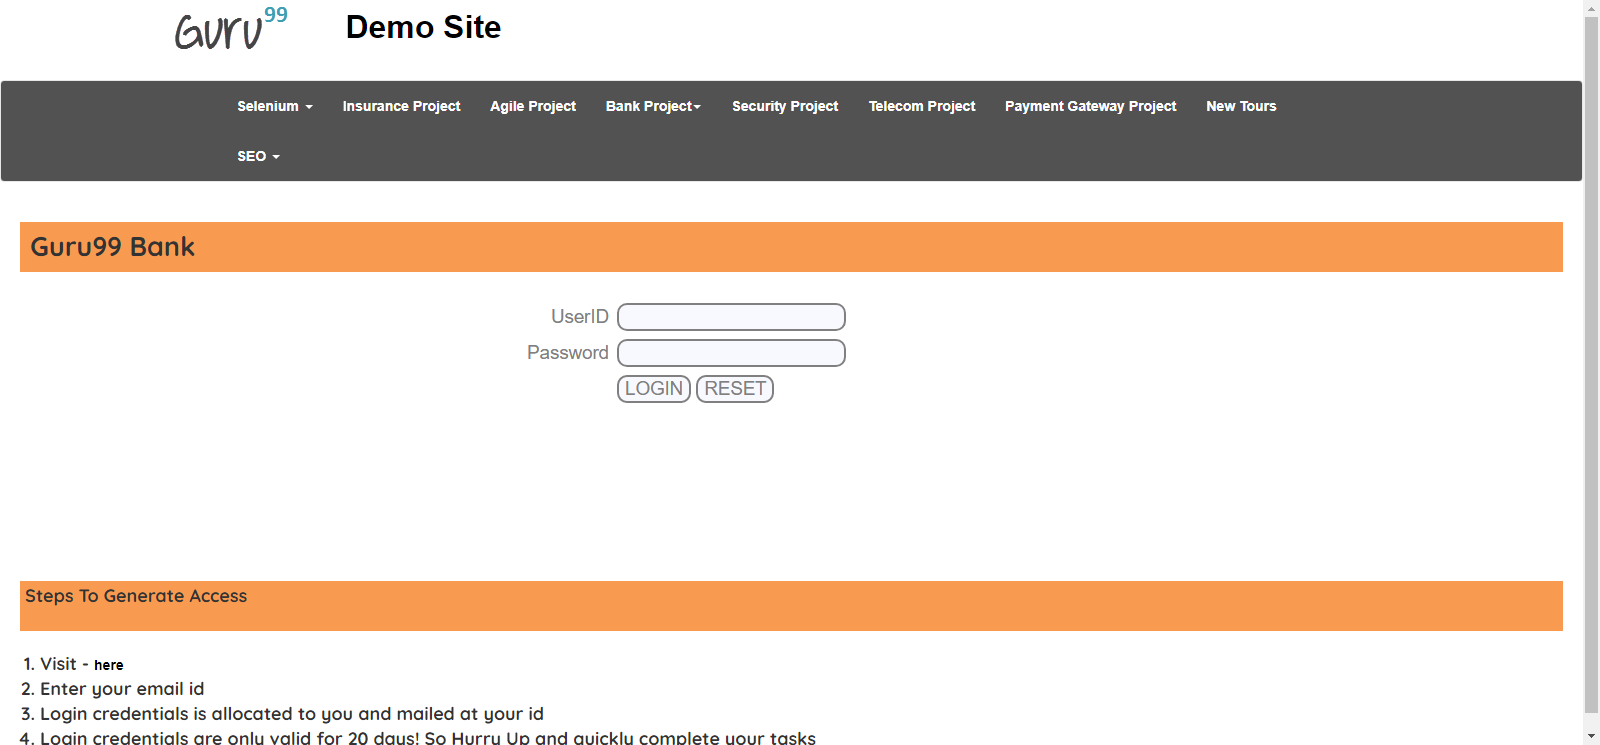 Guru99 Demo Site
Selenium Insurance Project Agile Project Bank Project Security Project Telecom Project Payment Gateway Project New Tours
SEO
Guru99 Bank
UserID
Password
LOGIN RESET
Steps To Generate Access
1. Visit - here
2. Enter your email id
3. Login credentials is allocated to you and mailed at your id
4. Login credentials are only valid for 20 days! So Hurry Up and quickly complete your tasks